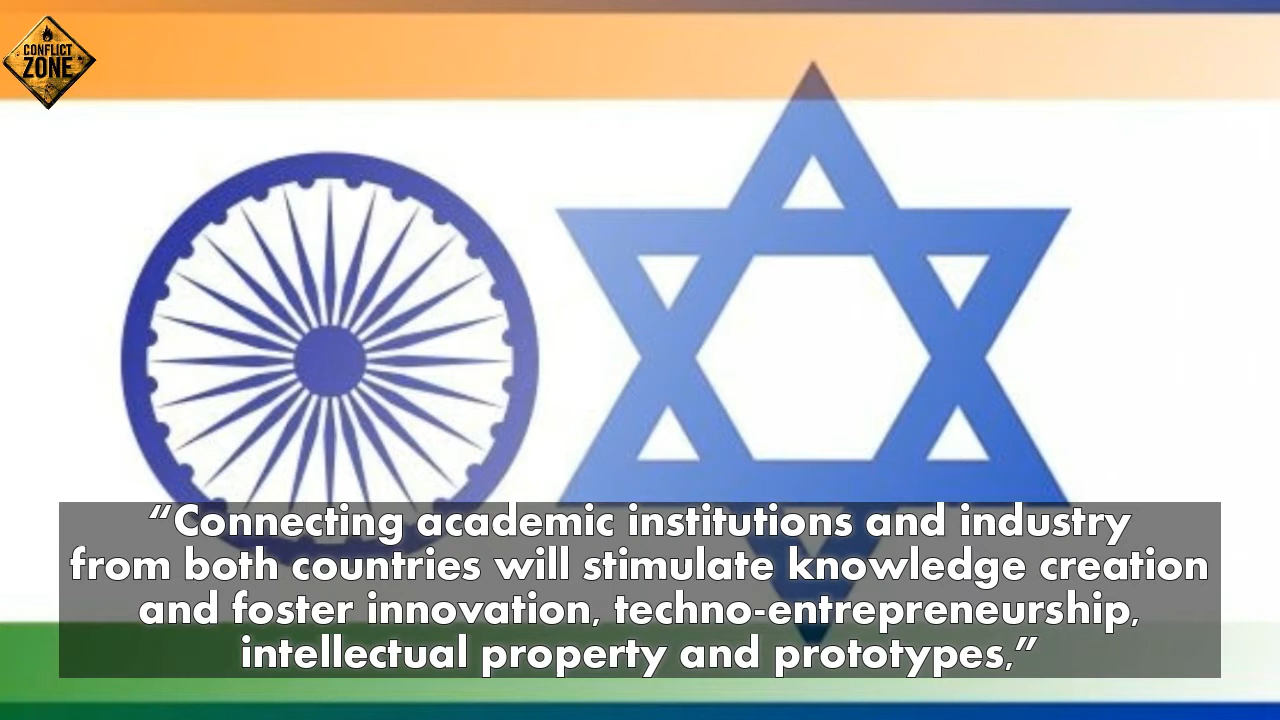 CONFLICT
ZONE
“Connecting academic institutions and industry
from both countries will stimulate knowledge creation
and foster innovation, techno-entrepreneurship,
intellectual property and prototypes,”